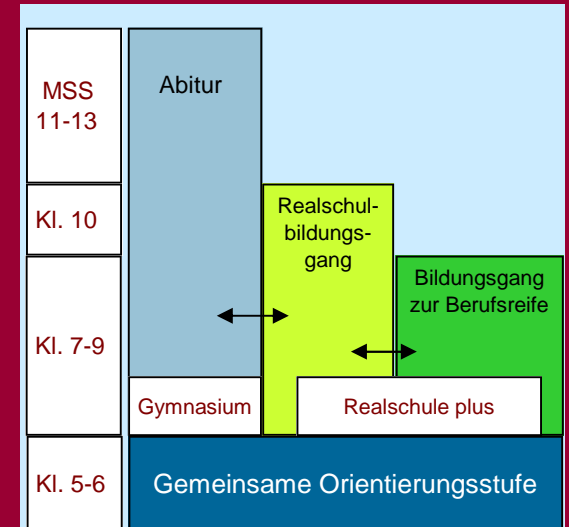 MSS
11-13
Abitur
Kl. 10
Realschul-
bildungs-
gang
Bildungsgang
zur Berufsreife
Kl. 7-9
Gymnasium
Realschule plus
Kl. 5-6
Gemeinsame Orientierungsstufe